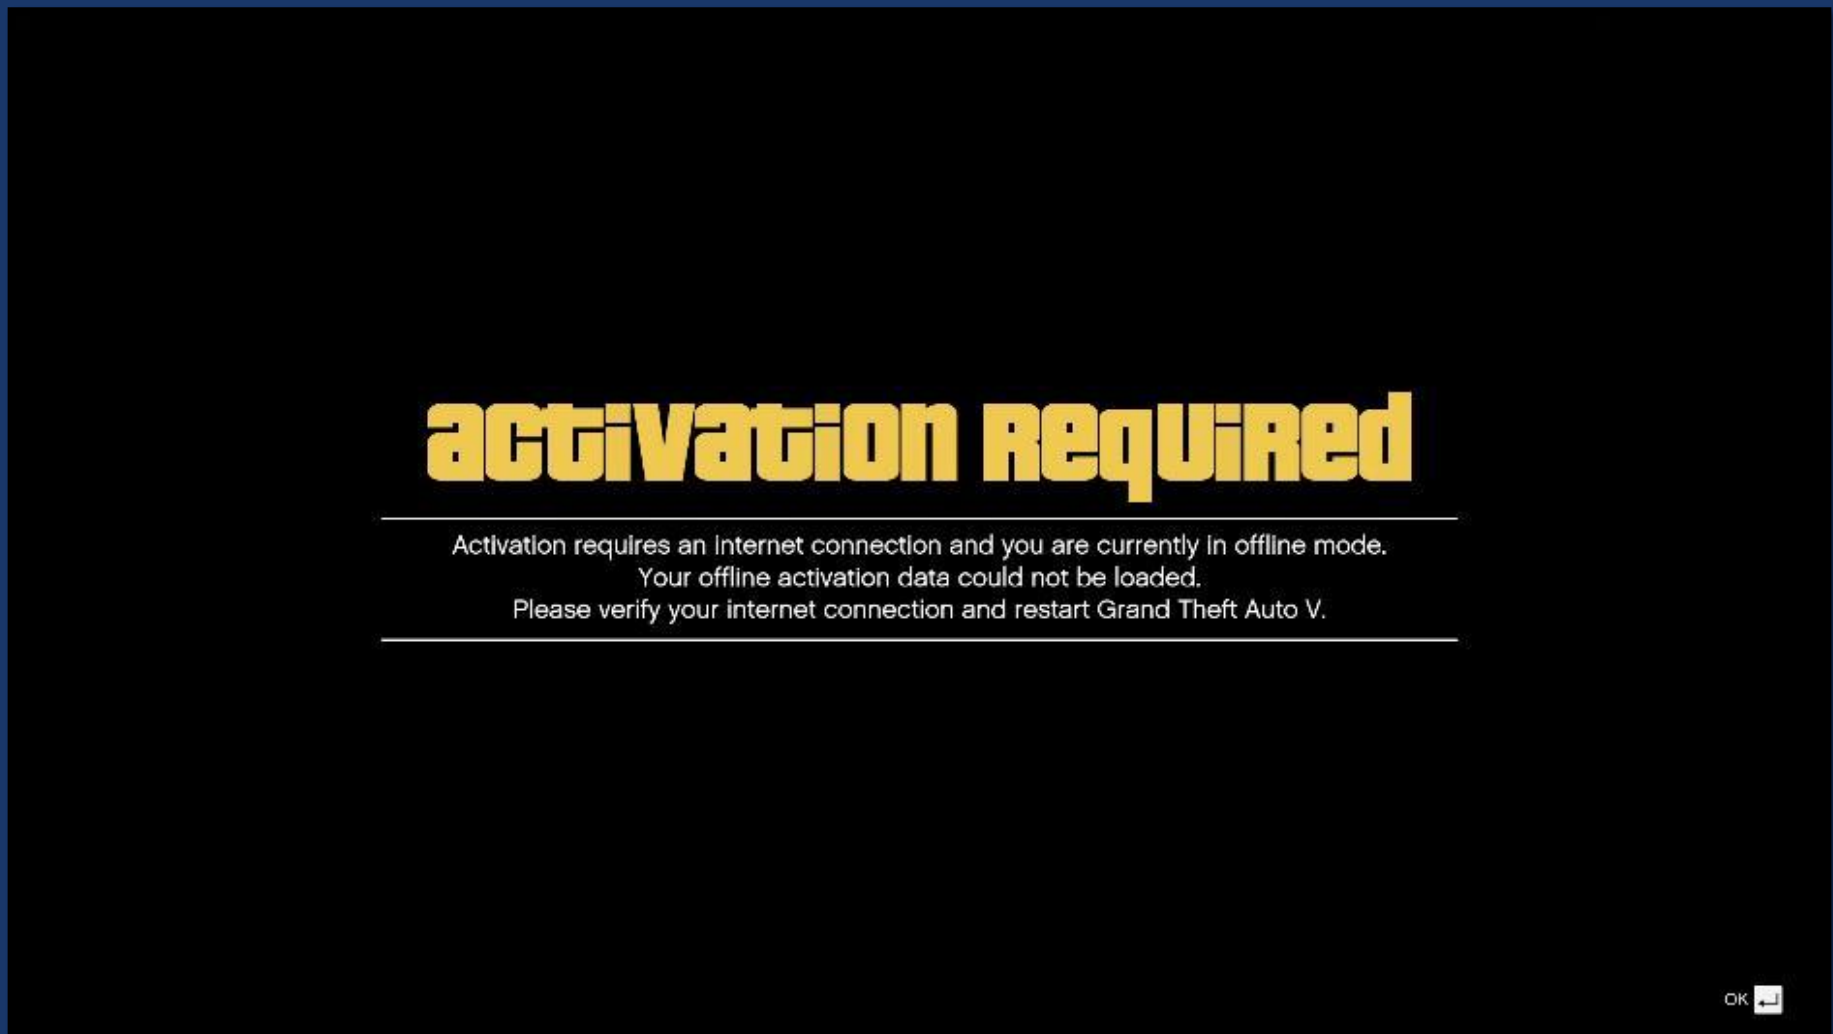 activation Required
Activation requires an internet connection and you are currently in offline mode.
Your offline activation data could not be loaded.
Please verify your internet connection and restart Grand Theft Auto V.
OK